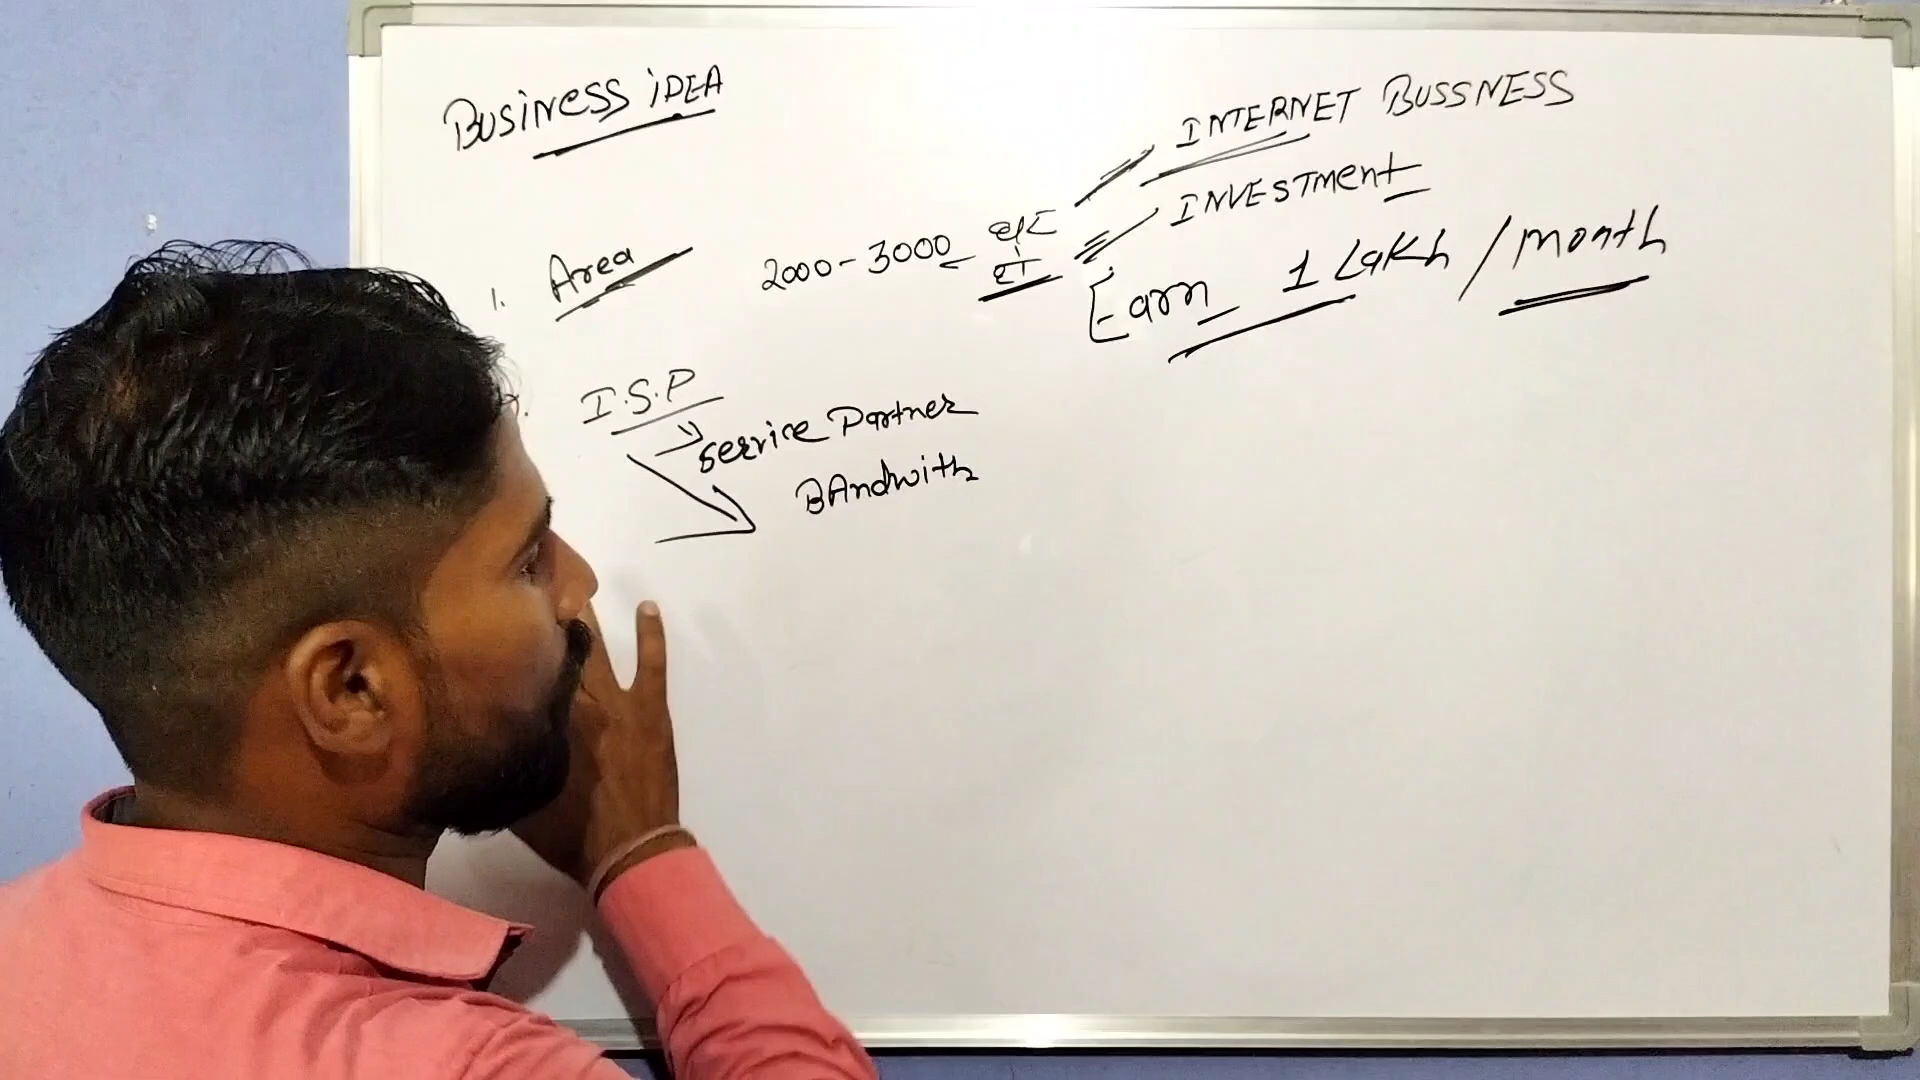 BUSiNESS iDEA
INTERNET BUSSNESS
INVESTment
Earn 1 Lakh / month
1. Area 2000 - 3000
I.S.P
service Partner
BAndwith